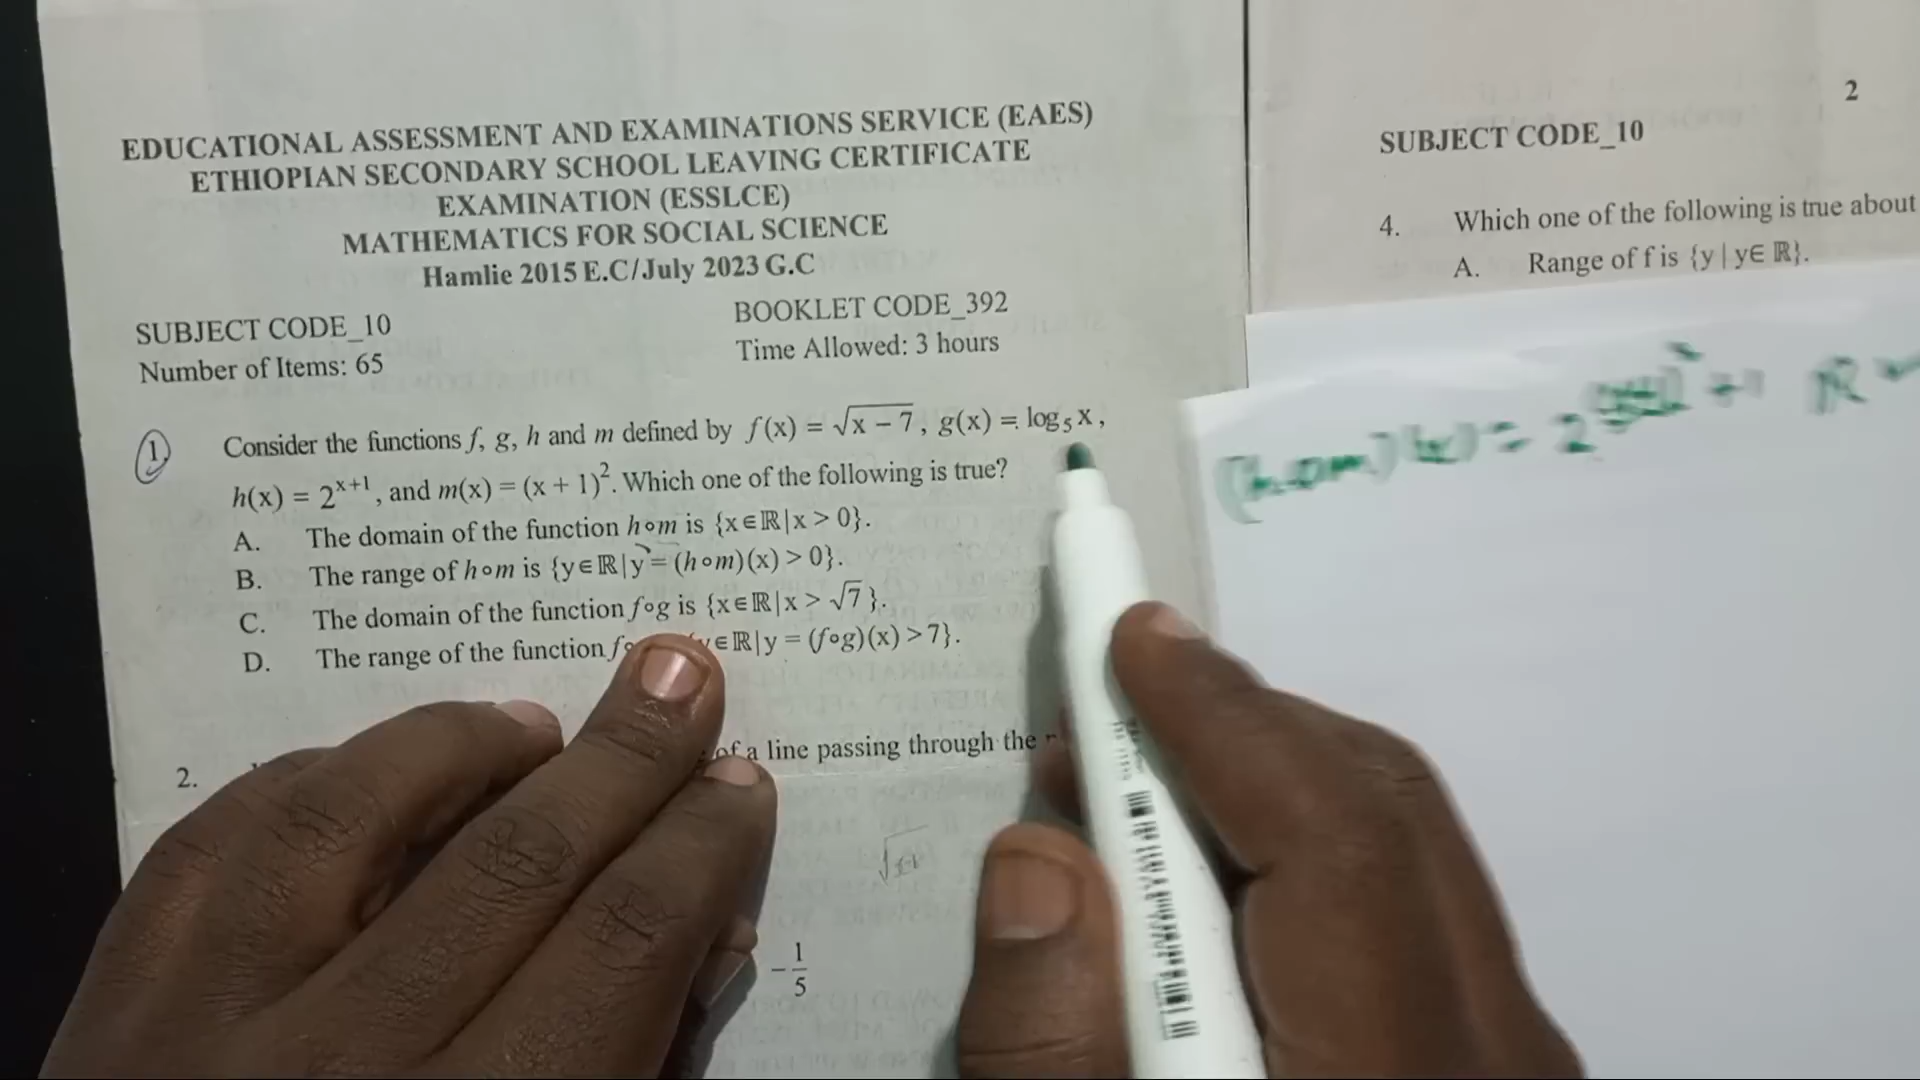 EDUCATIONAL ASSESSMENT AND EXAMINATIONS SERVICE (EAES)
ETHIOPIAN SECONDARY SCHOOL LEAVING CERTIFICATE
EXAMINATION (ESSLCE)
MATHEMATICS FOR SOCIAL SCIENCE
Hamlie 2015 E.C/July 2023 G.C
SUBJECT CODE_10 BOOKLET CODE_392
Number of Items: 65 Time Allowed: 3 hours
1. Consider the functions f, g, h and m defined by f(x) = √(x − 7), g(x) = log₅ x,
h(x) = 2^(x+1), and m(x) = (x + 1)². Which one of the following is true?
A. The domain of the function h∘m is {x∈ℝ|x > 0}.
B. The range of h∘m is {y∈ℝ|y = (h∘m)(x) > 0}.
C. The domain of the function f∘g is {x∈ℝ|x > √7}.
D. The range of the function ∈ℝ|y = (f∘g)(x) > 7}.
2. of a line passing through the
− 1/5
2
SUBJECT CODE_10
4. Which one of the following is true about
A. Range of f is {y | y∈ ℝ}.
(hom)(x) = 2 +1 ℝ